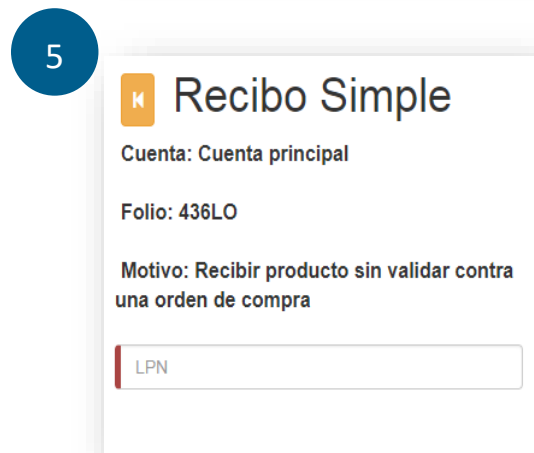 5
Recibo Simple
Cuenta: Cuenta principal
Folio: 436LO
Motivo: Recibir producto sin validar contra
una orden de compra
LPN